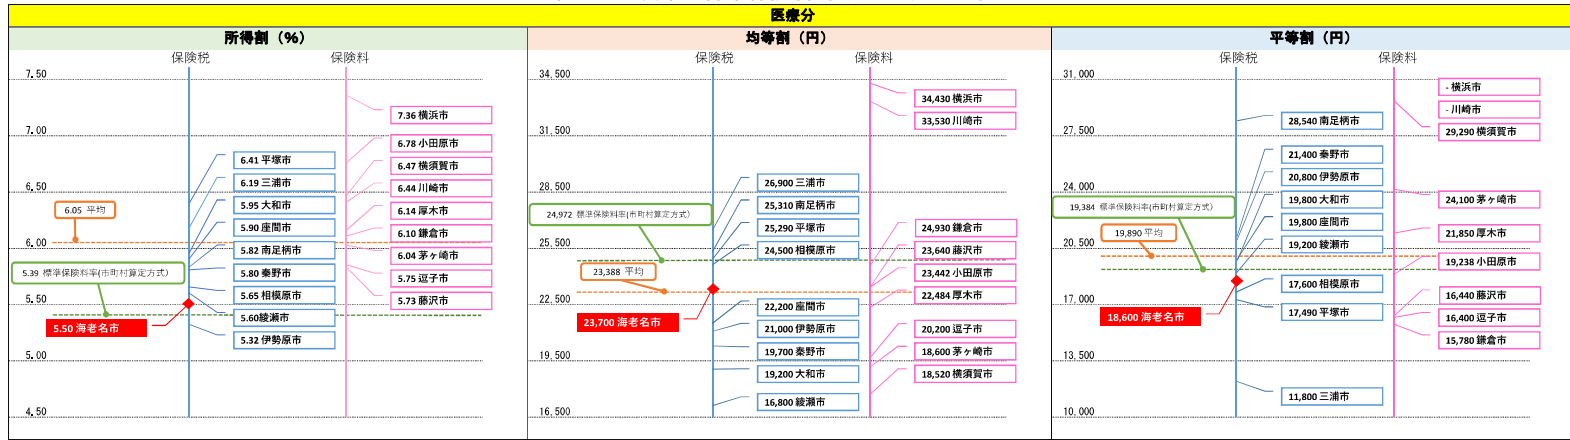 医療分
所得割（%）
保険税
保険料
7.50
7.00
6.50
6.00
5.50
5.00
4.50
6.05 平均
5.39 標準保険料率(市町村算定方式)
5.50 海老名市
6.41 平塚市
6.19 三浦市
5.95 大和市
5.90 座間市
5.82 南足柄市
5.80 秦野市
5.65 相模原市
5.60綾瀬市
5.32 伊勢原市
7.36 横浜市
6.78 小田原市
6.47 横須賀市
6.44 川崎市
6.14 厚木市
6.10 鎌倉市
6.04 茅ヶ崎市
5.75 逗子市
5.73 藤沢市
均等割（円）
保険税
保険料
34,500
31,500
28,500
25,500
22,500
19,500
16,500
24,972 標準保険料率(市町村算定方式)
23,388 平均
23,700 海老名市
26,900 三浦市
25,310 南足柄市
25,290 平塚市
24,500 相模原市
22,200 座間市
21,000 伊勢原市
19,700 秦野市
19,200 大和市
16,800 綾瀬市
34,430 横浜市
33,530 川崎市
24,930 鎌倉市
23,640 藤沢市
23,442 小田原市
22,484 厚木市
20,200 逗子市
18,600 茅ヶ崎市
18,520 横須賀市
平等割（円）
保険税
保険料
31,000
27,500
24,000
20,500
17,000
13,500
10,000
19,384 標準保険料率(市町村算定方式)
19,890 平均
18,600 海老名市
28,540 南足柄市
21,400 秦野市
20,800 伊勢原市
19,800 大和市
19,800 座間市
19,200 綾瀬市
17,600 相模原市
17,490 平塚市
11,800 三浦市
- 横浜市
- 川崎市
29,290 横須賀市
24,100 茅ヶ崎市
21,850 厚木市
19,238 小田原市
16,440 藤沢市
16,400 逗子市
15,780 鎌倉市